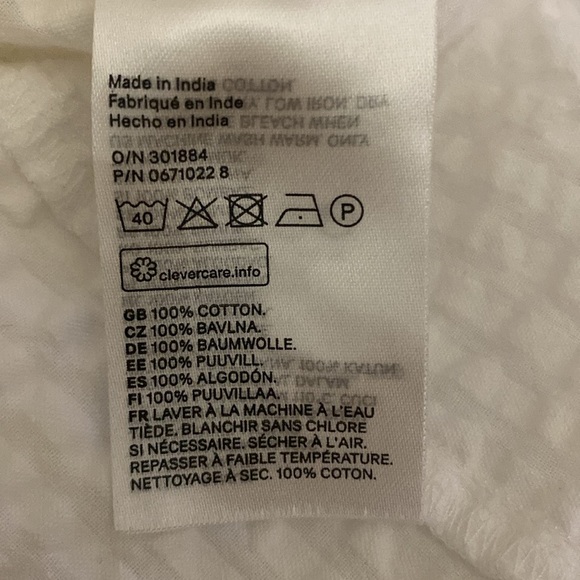 Made in India
Fabriqué en Inde
Hecho en India
O/N 301884
P/N 0671022 8
40 P
clevercare.info
GB 100% COTTON.
CZ 100% BAVLNA.
DE 100% BAUMWOLLE.
EE 100% PUUVILL.
ES 100% ALGODÓN.
FI 100% PUUVILLAA.
FR LAVER À LA MACHINE À L'EAU
TIÈDE. BLANCHIR SANS CHLORE
SI NÉCESSAIRE. SÉCHER À L'AIR.
REPASSER À FAIBLE TEMPÉRATURE.
NETTOYAGE À SEC. 100% COTON.